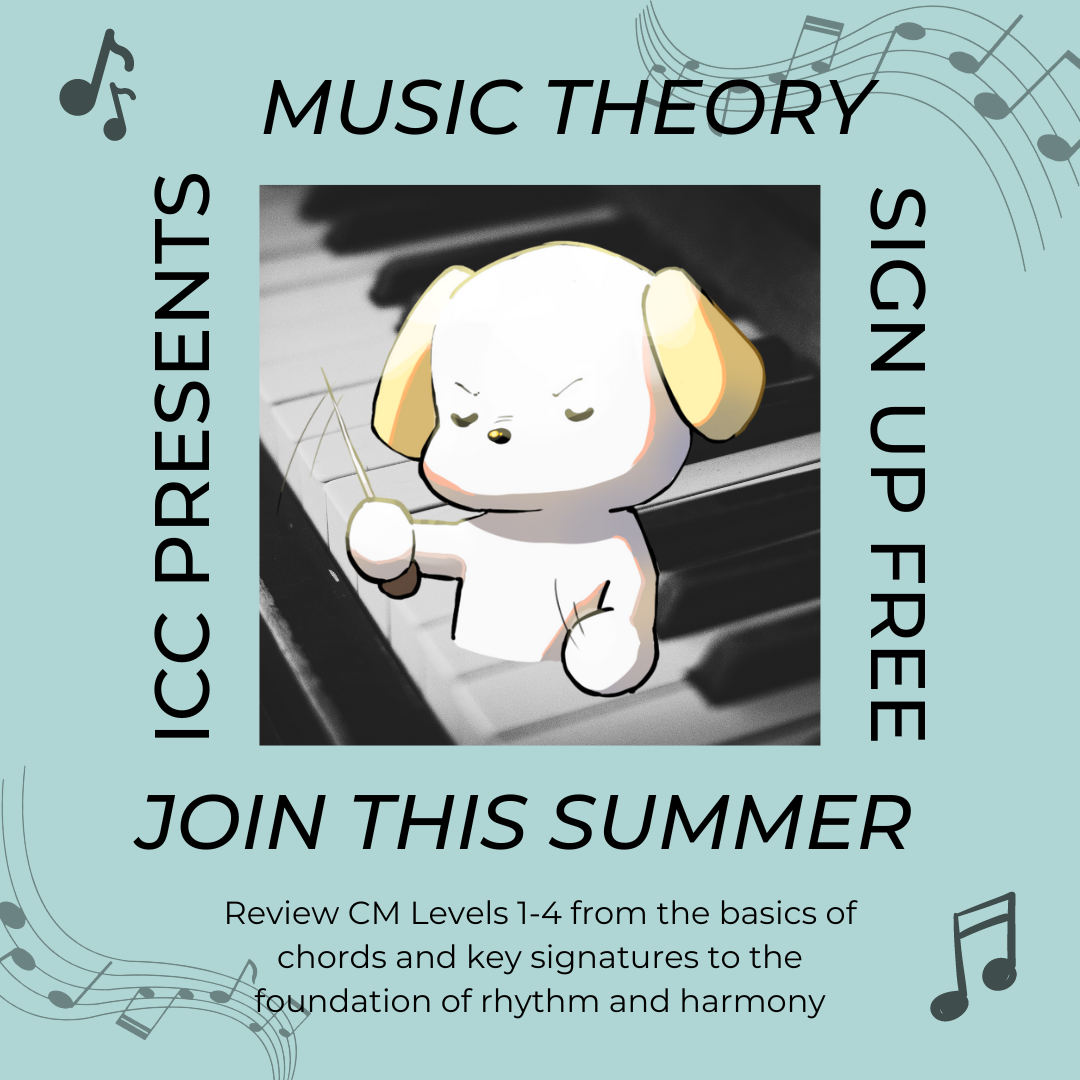 MUSIC THEORY
ICC PRESENTS
SIGN UP FREE
JOIN THIS SUMMER
Review CM Levels 1-4 from the basics of
chords and key signatures to the
foundation of rhythm and harmony